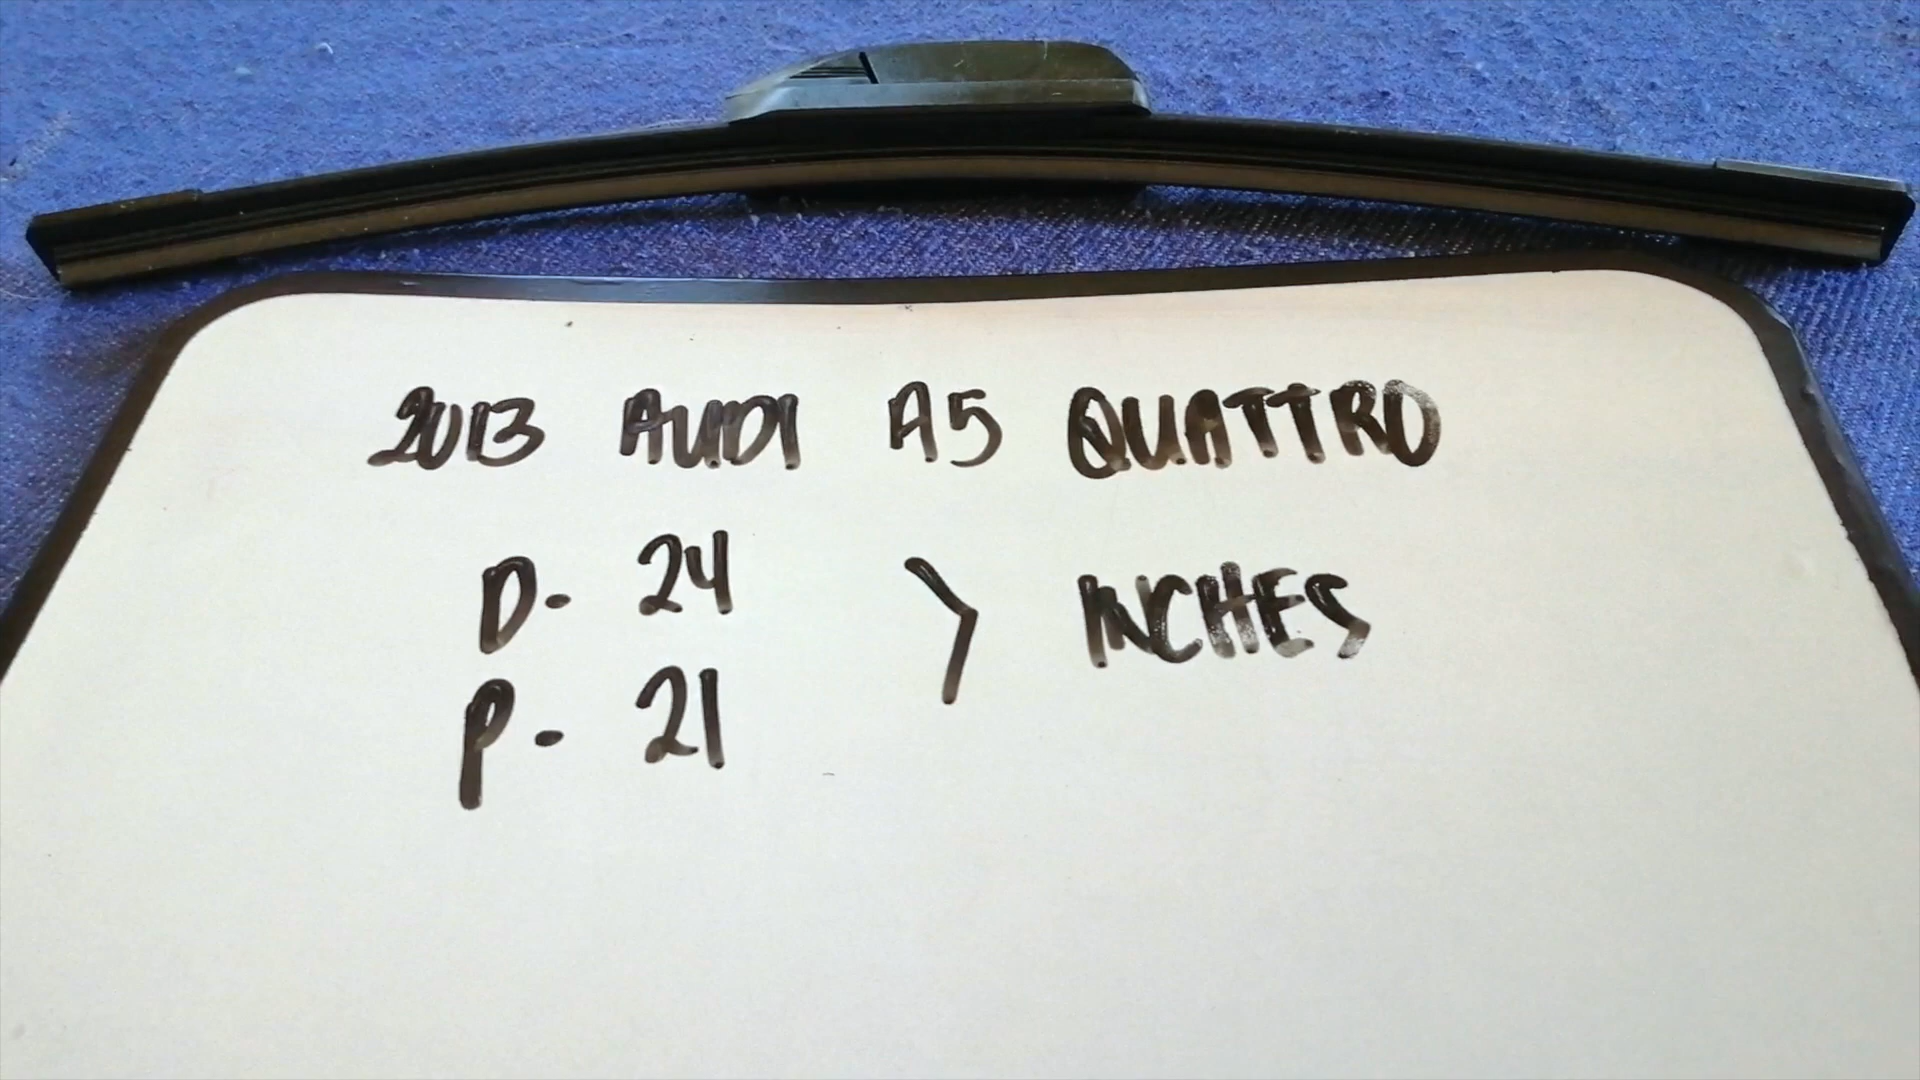 2013 AUDI A5 QUATTRO
D- 24
P- 21
} INCHES